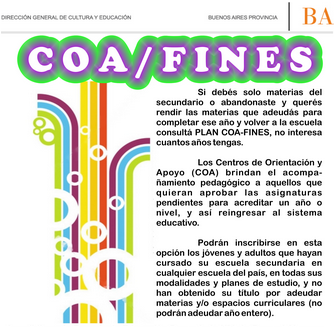 DIRECCIÓN GENERAL DE CULTURA Y EDUCACIÓN
BUENOS AIRES PROVINCIA
BA
COA/FINES
Si debés solo materias del
secundario o abandonaste y querés
rendir las materias que adeudás para
completar ese año y volver a la escuela
consultá PLAN COA-FINES, no interesa
cuantos años tengas.
Los Centros de Orientación y
Apoyo (COA) brindan el acompa-
ñamiento pedagógico a aquellos que
quieran aprobar las asignaturas
pendientes para acreditar un año o
nivel, y así reingresar al sistema
educativo.
Podrán inscribirse en esta
opción los jóvenes y adultos que hayan
cursado su escuela secundaria en
cualquier escuela del país, en todas sus
modalidades y planes de estudio, y no
han obtenido su título por adeudar
materias y/o espacios curriculares (no
podrán adeudar año entero).